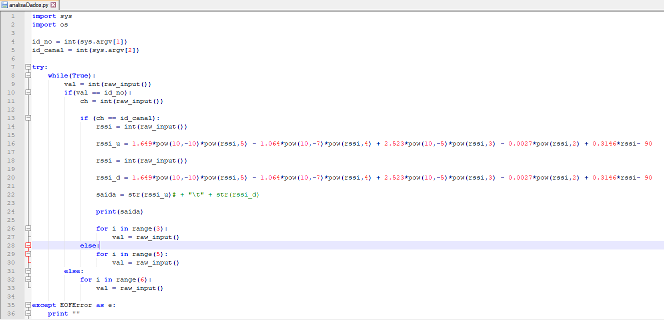 analisaDados.py
1 import sys
2 import os
3
4 id_no = int(sys.argv[1])
5 id_canal = int(sys.argv[2])
6
7 try:
8 while(True):
9 val = int(raw_input())
10 if(val == id_no):
11 ch = int(raw_input())
12
13 if (ch == id_canal):
14 rssi = int(raw_input())
15
16 rssi_u = 1.649*pow(10,-10)*pow(rssi,5) - 1.064*pow(10,-7)*pow(rssi,4) + 2.523*pow(10,-5)*pow(rssi,3) - 0.0027*pow(rssi,2) + 0.3146*rssi- 90
17
18 rssi = int(raw_input())
19
20 rssi_d = 1.649*pow(10,-10)*pow(rssi,5) - 1.064*pow(10,-7)*pow(rssi,4) + 2.523*pow(10,-5)*pow(rssi,3) - 0.0027*pow(rssi,2) + 0.3146*rssi- 90
21
22 saida = str(rssi_u)# + "\t" + str(rssi_d)
23
24 print(saida)
25
26 for i in range(3):
27 val = raw_input()
28 else:
29 for i in range(5):
30 val = raw_input()
31 else:
32 for i in range(6):
33 val = raw_input()
34
35 except EOFError as e:
36 print ""